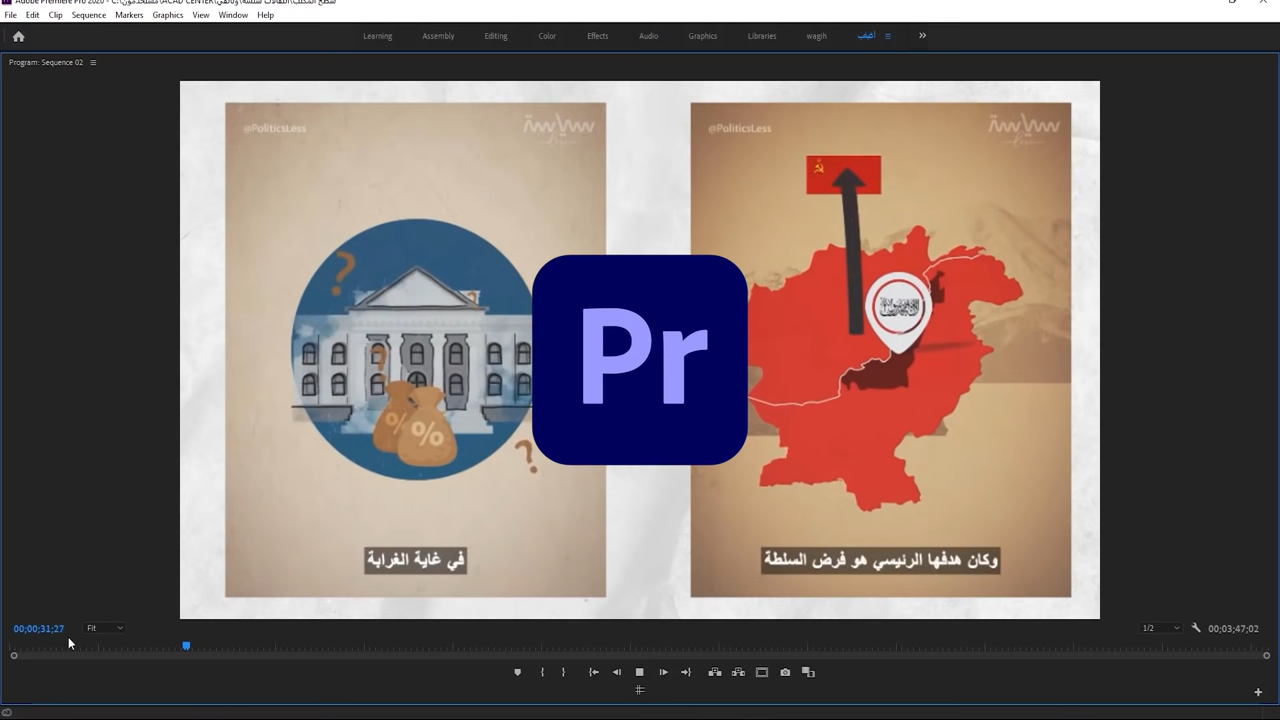 File Edit Clip Sequence Markers Graphics View Window Help
Learning Assembly Editing Color Effects Audio Graphics Libraries wagih
Program: Sequence 02
@PoliticsLess
@PoliticsLess
Pr
%
%
?
?
?
في غاية الغرابة
وكان هدفها الرئيسي هو فرض السلطة
00;00;31;27
Fit
1/2
00;03;47;02